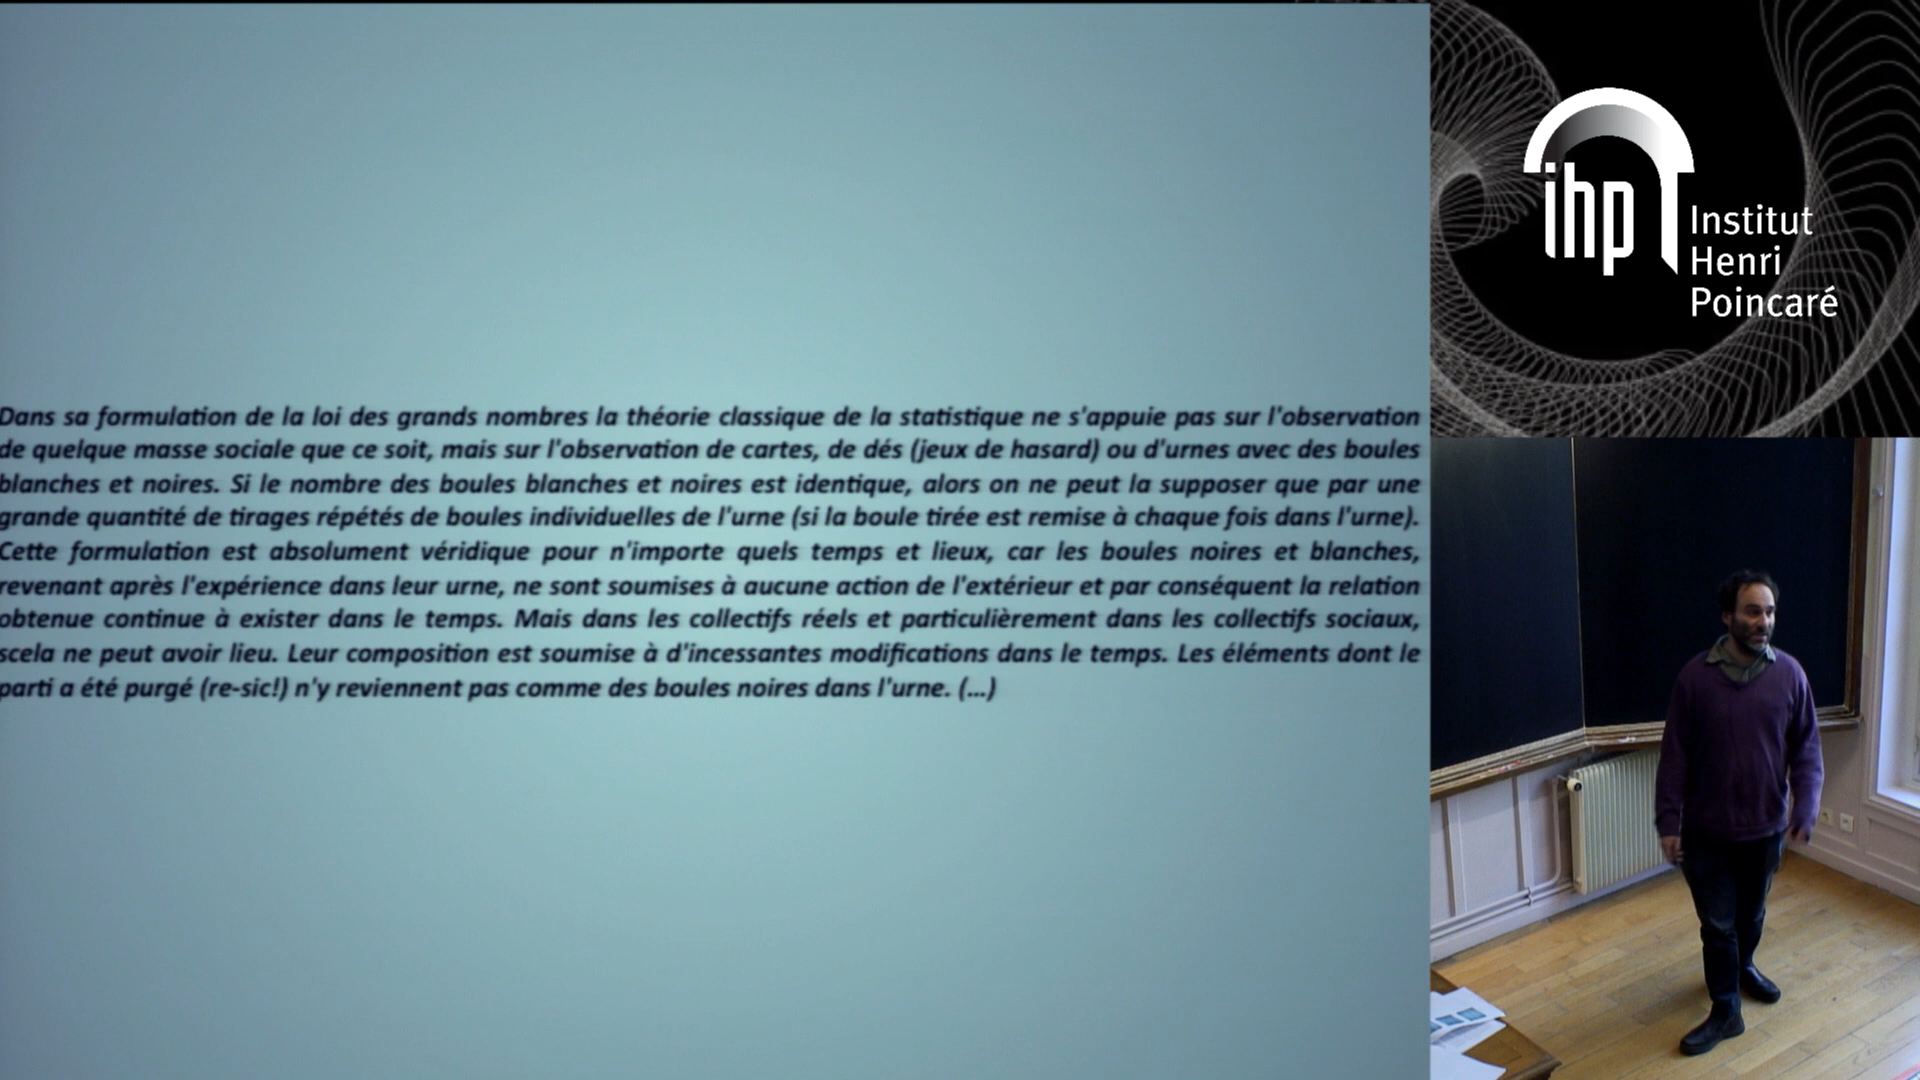 Dans sa formulation de la loi des grands nombres la théorie classique de la statistique ne s'appuie pas sur l'observation
de quelque masse sociale que ce soit, mais sur l'observation de cartes, de dés (jeux de hasard) ou d'urnes avec des boules
blanches et noires. Si le nombre des boules blanches et noires est identique, alors on ne peut la supposer que par une
grande quantité de tirages répétés de boules individuelles de l'urne (si la boule tirée est remise à chaque fois dans l'urne).
Cette formulation est absolument véridique pour n'importe quels temps et lieux, car les boules noires et blanches,
revenant après l'expérience dans leur urne, ne sont soumises à aucune action de l'extérieur et par conséquent la relation
obtenue continue à exister dans le temps. Mais dans les collectifs réels et particulièrement dans les collectifs sociaux,
scela ne peut avoir lieu. Leur composition est soumise à d'incessantes modifications dans le temps. Les éléments dont le
parti a été purgé (re-sic!) n'y reviennent pas comme des boules noires dans l'urne. (...)
ihp
Institut
Henri
Poincaré